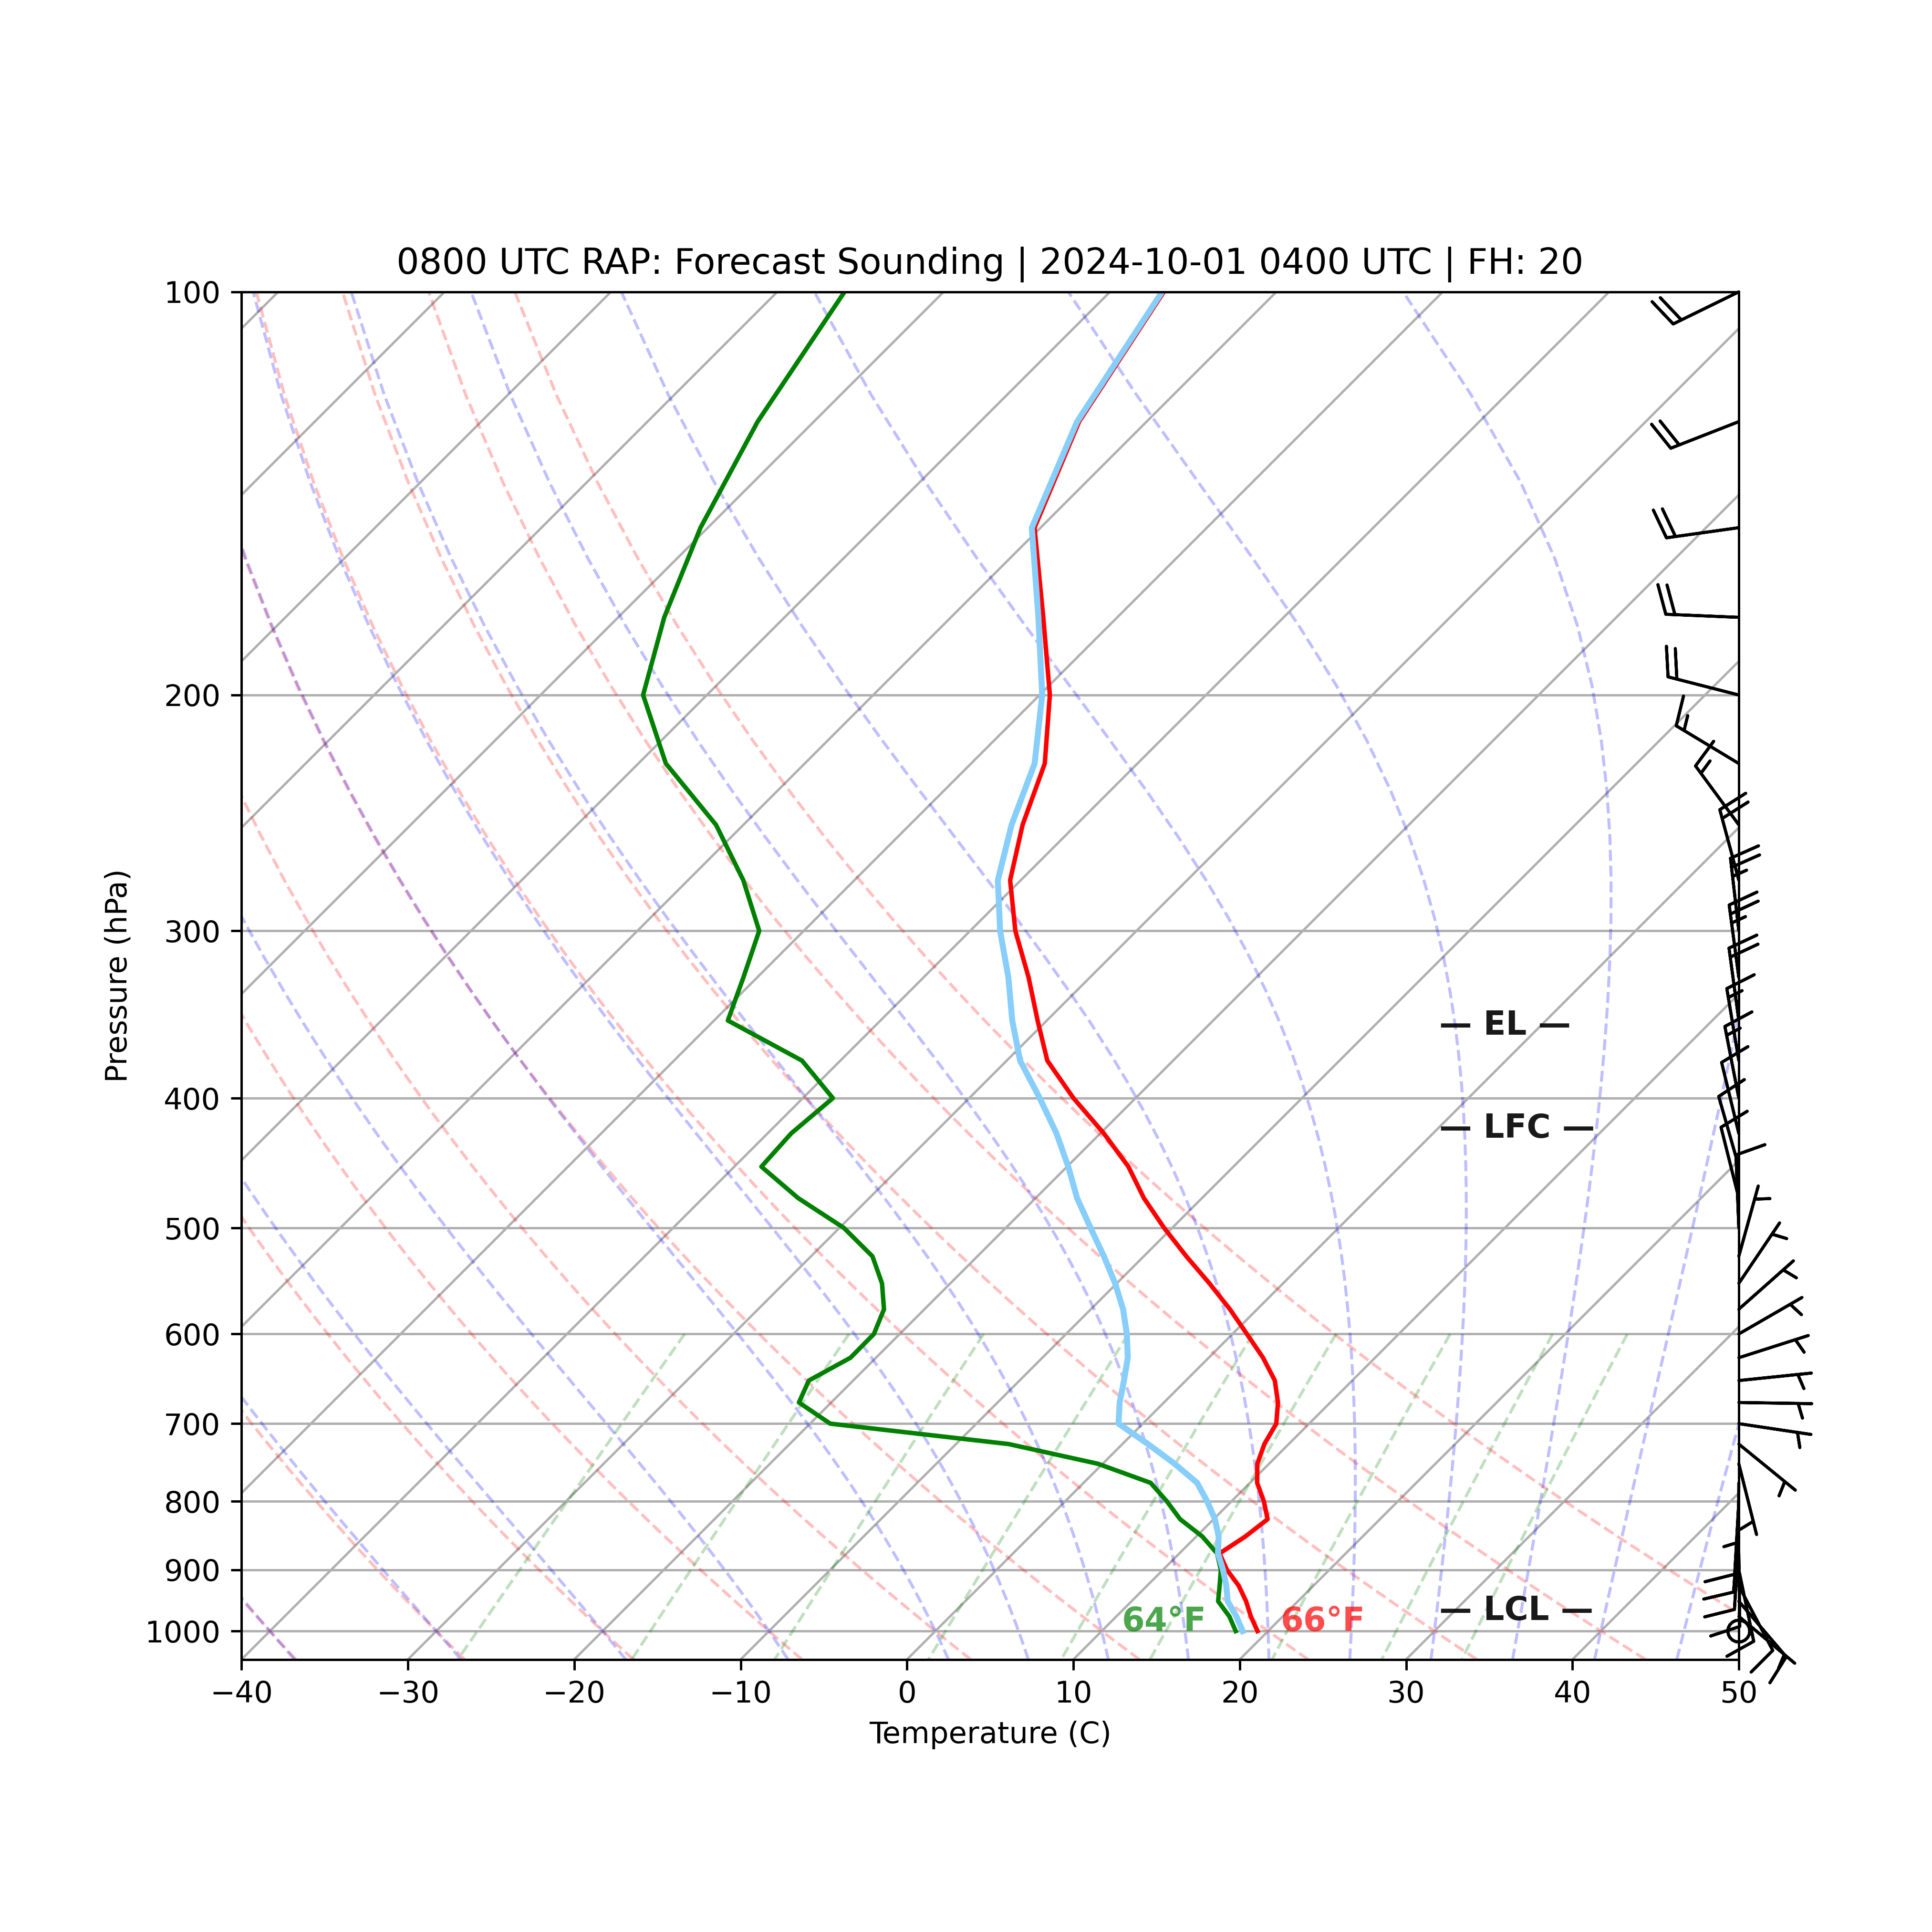 0800 UTC RAP: Forecast Sounding | 2024-10-01 0400 UTC | FH: 20
100
200
300
400
500
600
700
800
900
1000
Pressure (hPa)
— EL —
— LFC —
— LCL —
64°F
66°F
−40 −30 −20 −10 0 10 20 30 40 50
Temperature (C)